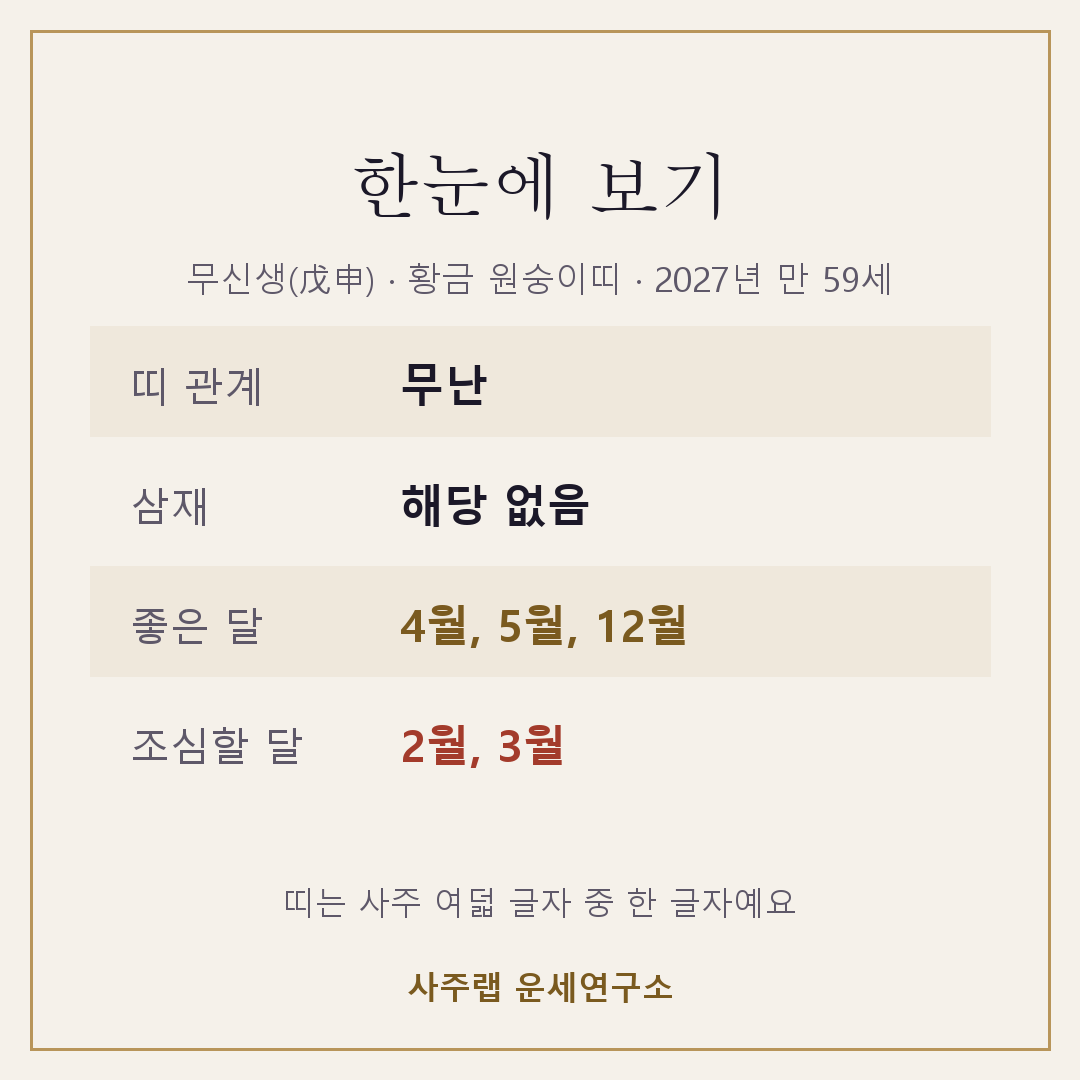 한눈에 보기
무신생(戊申) · 황금 원숭이띠 · 2027년 만 59세
띠 관계 무난
삼재 해당 없음
좋은 달 4월, 5월, 12월
조심할 달 2월, 3월
띠는 사주 여덟 글자 중 한 글자예요
사주랩 운세연구소